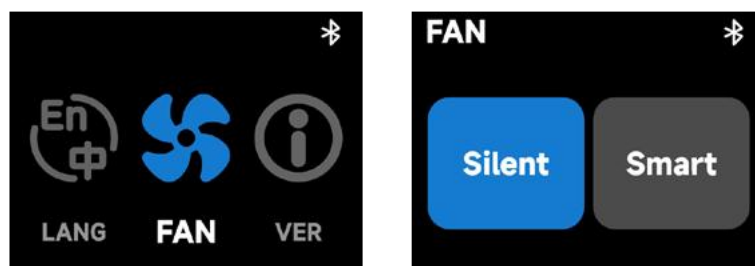 En
中
LANG
FAN
VER
FAN
Silent
Smart